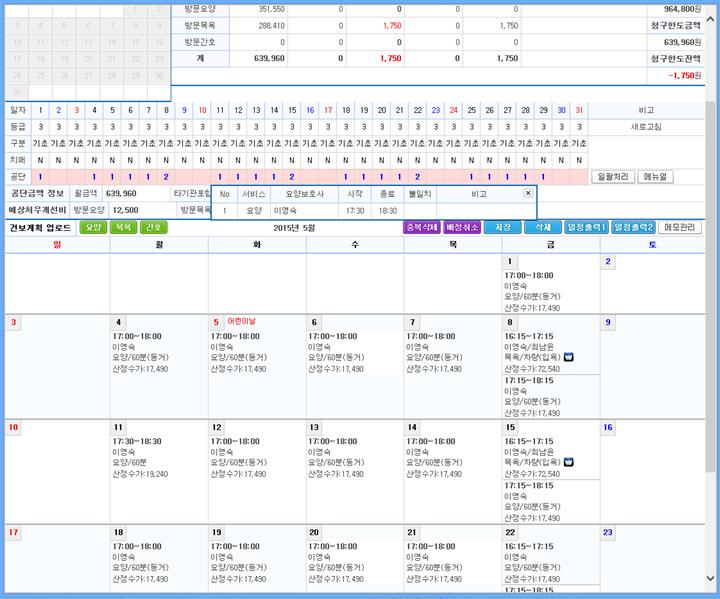 1 2
방문요양 351,550 0 0 0 964,800원
3 4 5 6 7 8 9 방문목욕 288,410 0 1,750 1,750 청구한도금액
10 11 12 13 14 15 16 방문간호 0 0 0 0 639,960원
17 18 19 20 21 22 23 계 639,960 0 1,750 1,750 청구한도잔액
24 25 26 27 28 29 30 -1,750원
31
일자 1 2 3 4 5 6 7 8 9 10 11 12 13 14 15 16 17 18 19 20 21 22 23 24 25 26 27 28 29 30 31 비고
등급 3 3 3 3 3 3 3 3 3 3 3 3 3 3 3 3 3 3 3 3 3 3 3 3 3 3 3 3 3 3 3 새로고침
구분 기초 기초 기초 기초 기초 기초 기초 기초 기초 기초 기초 기초 기초 기초 기초 기초 기초 기초 기초 기초 기초 기초 기초 기초 기초 기초 기초 기초 기초 기초 기초
치매 N N N N N N N N N N N N N N N N N N N N N N N N N N N N N N N
공단 1 1 1 1 1 2 1 1 1 1 2 1 1 1 1 2 1 1 1 1 1 일괄처리 메뉴얼
공단금액 정보 월금액 639,960 타기관포함 No 서비스 요양보호사 시작 종료 불일치 비고
예상처우개선비 방문요양 12,500 방문목욕 1 요양 이영숙 17:30 18:30
건보계획 업로드 요양 목욕 간호 2015년 5월 중복삭제 배정취소 저장 삭제 일정출력1 일정출력2 메모관리
일 월 화 수 목 금 토
1 2
17:00~18:00
이영숙
요양/60분(동거)
산정수가:17,490
3 4 5 어린이날 6 7 8 9
17:00~18:00 17:00~18:00 17:00~18:00 17:00~18:00 16:15~17:15
이영숙 이영숙 이영숙 이영숙 이영숙/최남윤
요양/60분(동거) 요양/60분(동거) 요양/60분(동거) 요양/60분(동거) 목욕/차량(입욕)
산정수가:17,490 산정수가:17,490 산정수가:17,490 산정수가:17,490 산정수가:72,540
17:15~18:15
이영숙
요양/60분(동거)
산정수가:17,490
10 11 12 13 14 15 16
17:30~18:30 17:00~18:00 17:00~18:00 17:00~18:00 16:15~17:15
이영숙 이영숙 이영숙 이영숙 이영숙/최남윤
요양/60분 요양/60분(동거) 요양/60분(동거) 요양/60분(동거) 목욕/차량(입욕)
산정수가:19,240 산정수가:17,490 산정수가:17,490 산정수가:17,490 산정수가:72,540
17:15~18:15
이영숙
요양/60분(동거)
산정수가:17,490
17 18 19 20 21 22 23
17:00~18:00 17:00~18:00 17:00~18:00 17:00~18:00 16:15~17:15
이영숙 이영숙 이영숙 이영숙 이영숙
요양/60분(동거) 요양/60분(동거) 요양/60분(동거) 요양/60분(동거) 요양/60분(동거)
산정수가:17,490 산정수가:17,490 산정수가:17,490 산정수가:17,490 산정수가:17,490
17:15~18:15